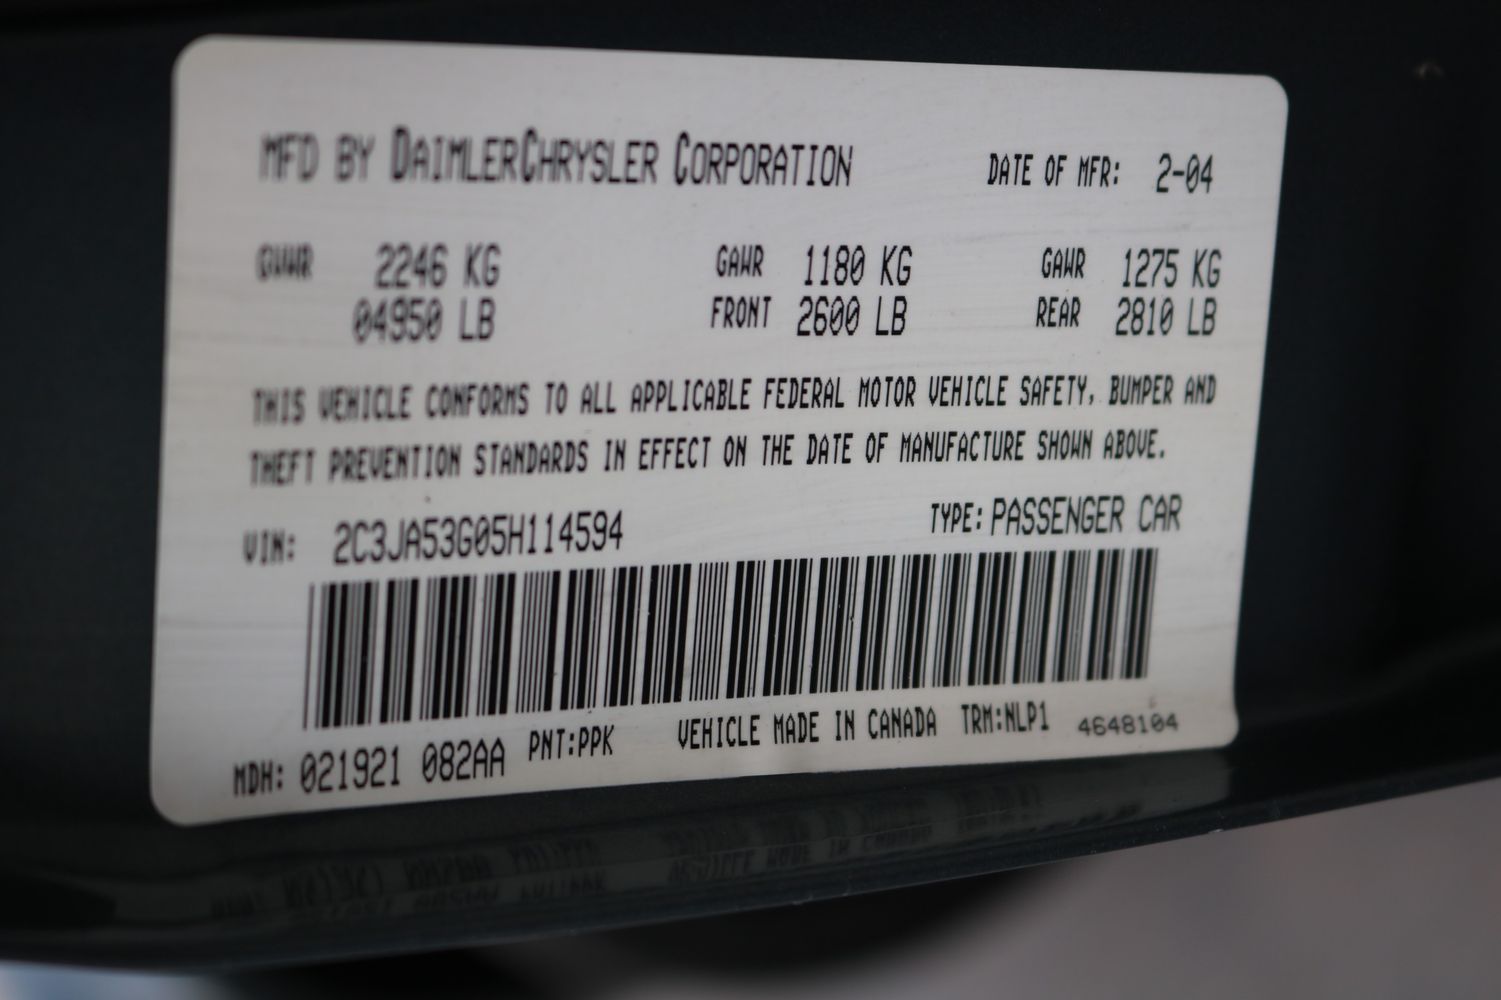 MFD BY DAIMLERCHRYSLER CORPORATION DATE OF MFR: 2-04
GVWR 2246 KG GAWR 1180 KG GAWR 1275 KG
04950 LB FRONT 2600 LB REAR 2810 LB
THIS VEHICLE CONFORMS TO ALL APPLICABLE FEDERAL MOTOR VEHICLE SAFETY, BUMPER AND
THEFT PREVENTION STANDARDS IN EFFECT ON THE DATE OF MANUFACTURE SHOWN ABOVE.
VIN: 2C3JA53G05H114594 TYPE: PASSENGER CAR
MDH: 021921 082AA PNT:PPK VEHICLE MADE IN CANADA TRM:NLP1 4648104